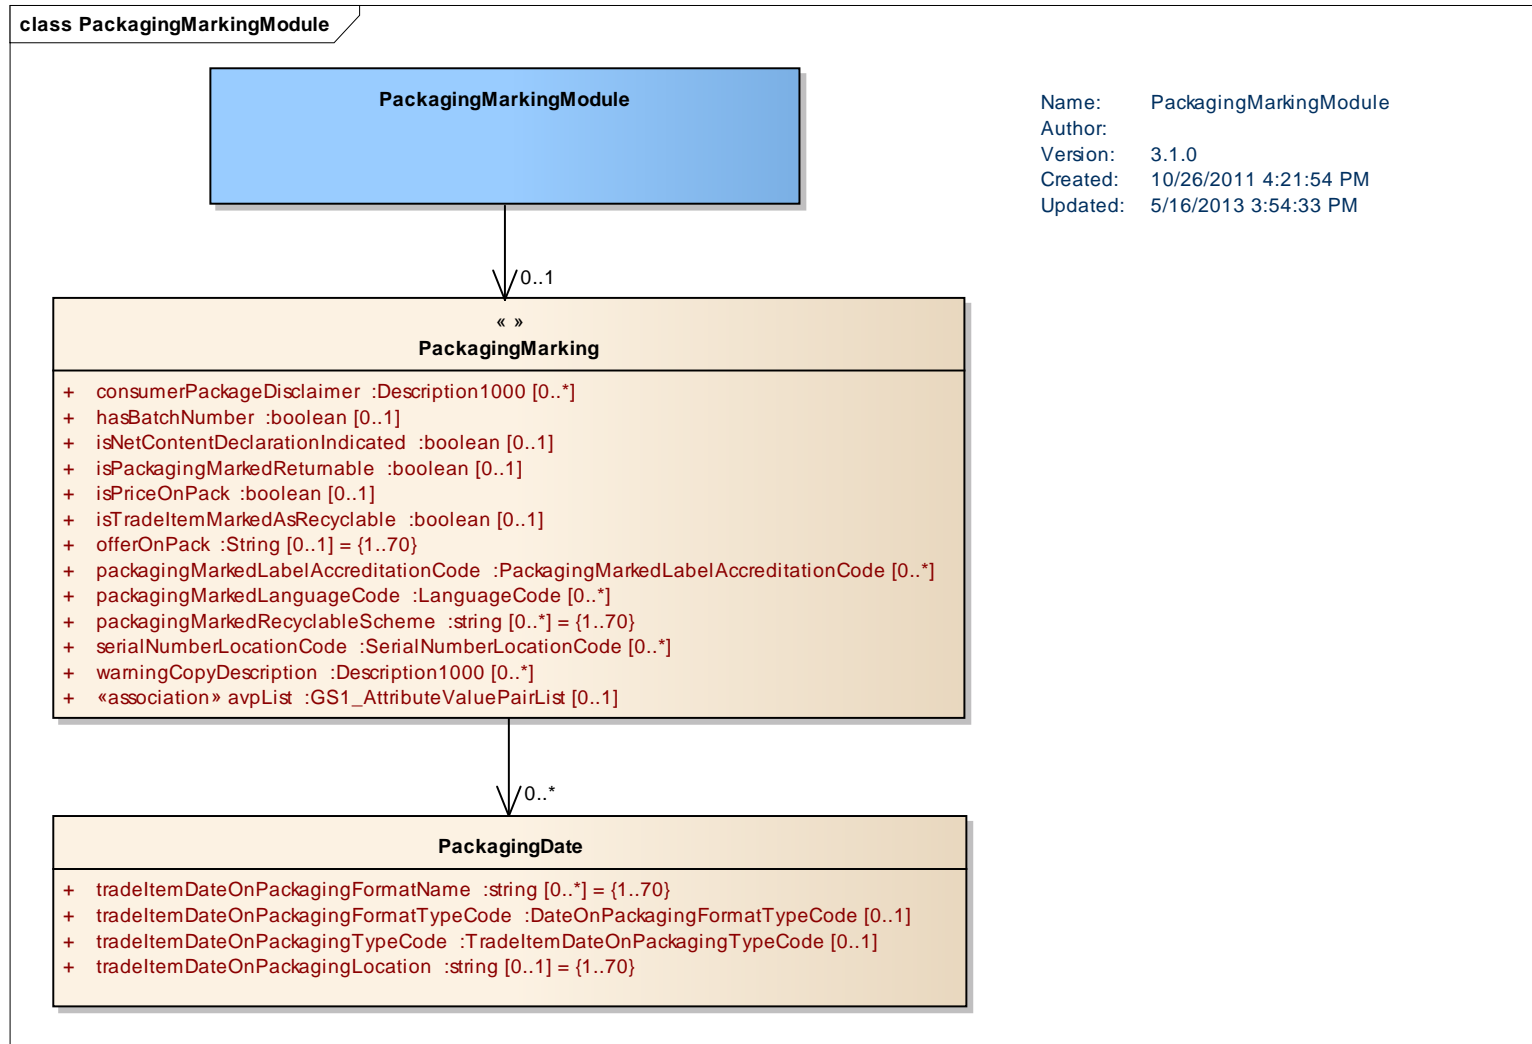 class PackagingMarkingModule
PackagingMarkingModule
Name: PackagingMarkingModule
Author:
Version: 3.1.0
Created: 10/26/2011 4:21:54 PM
Updated: 5/16/2013 3:54:33 PM
0..1
« »
PackagingMarking
+ consumerPackageDisclaimer :Description1000 [0..*]
+ hasBatchNumber :boolean [0..1]
+ isNetContentDeclarationIndicated :boolean [0..1]
+ isPackagingMarkedReturnable :boolean [0..1]
+ isPriceOnPack :boolean [0..1]
+ isTradeItemMarkedAsRecyclable :boolean [0..1]
+ offerOnPack :String [0..1] = {1..70}
+ packagingMarkedLabelAccreditationCode :PackagingMarkedLabelAccreditationCode [0..*]
+ packagingMarkedLanguageCode :LanguageCode [0..*]
+ packagingMarkedRecyclableScheme :string [0..*] = {1..70}
+ serialNumberLocationCode :SerialNumberLocationCode [0..*]
+ warningCopyDescription :Description1000 [0..*]
+ «association» avpList :GS1_AttributeValuePairList [0..1]
0..*
PackagingDate
+ tradeItemDateOnPackagingFormatName :string [0..*] = {1..70}
+ tradeItemDateOnPackagingFormatTypeCode :DateOnPackagingFormatTypeCode [0..1]
+ tradeItemDateOnPackagingTypeCode :TradeItemDateOnPackagingTypeCode [0..1]
+ tradeItemDateOnPackagingLocation :string [0..1] = {1..70}